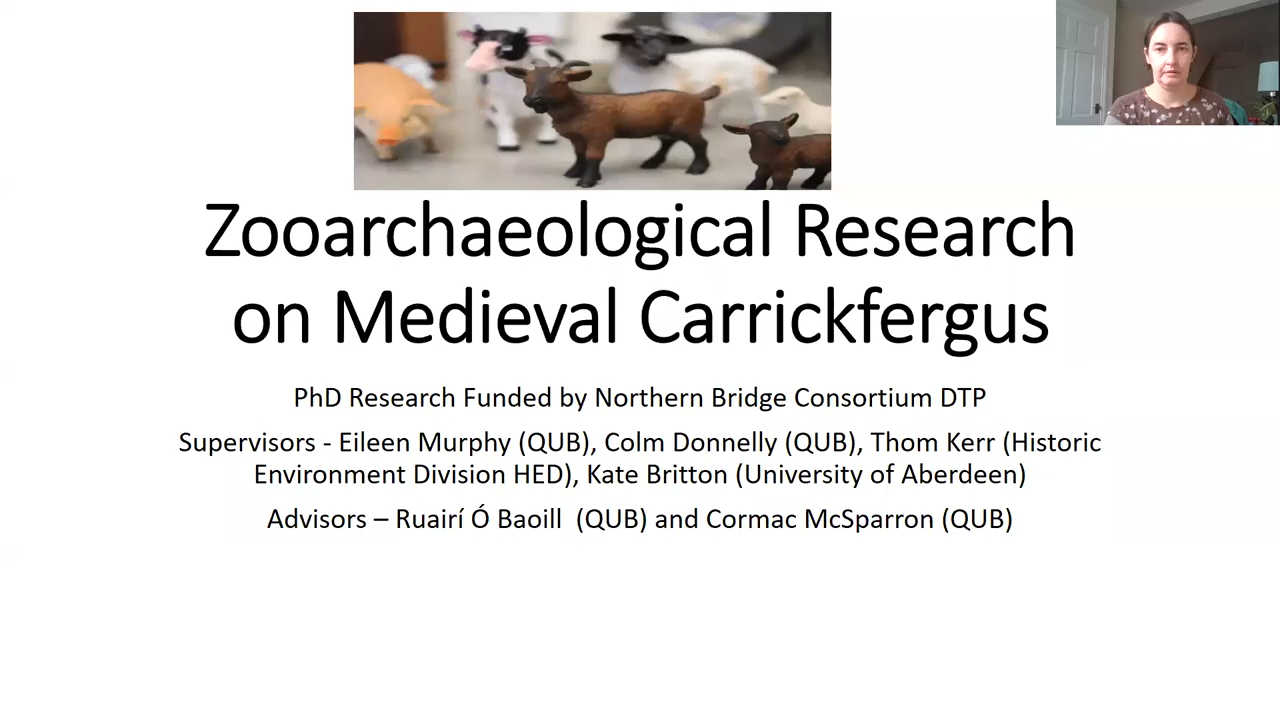 Zooarchaeological Research
on Medieval Carrickfergus
PhD Research Funded by Northern Bridge Consortium DTP
Supervisors - Eileen Murphy (QUB), Colm Donnelly (QUB), Thom Kerr (Historic
Environment Division HED), Kate Britton (University of Aberdeen)
Advisors – Ruairí Ó Baoill  (QUB) and Cormac McSparron (QUB)